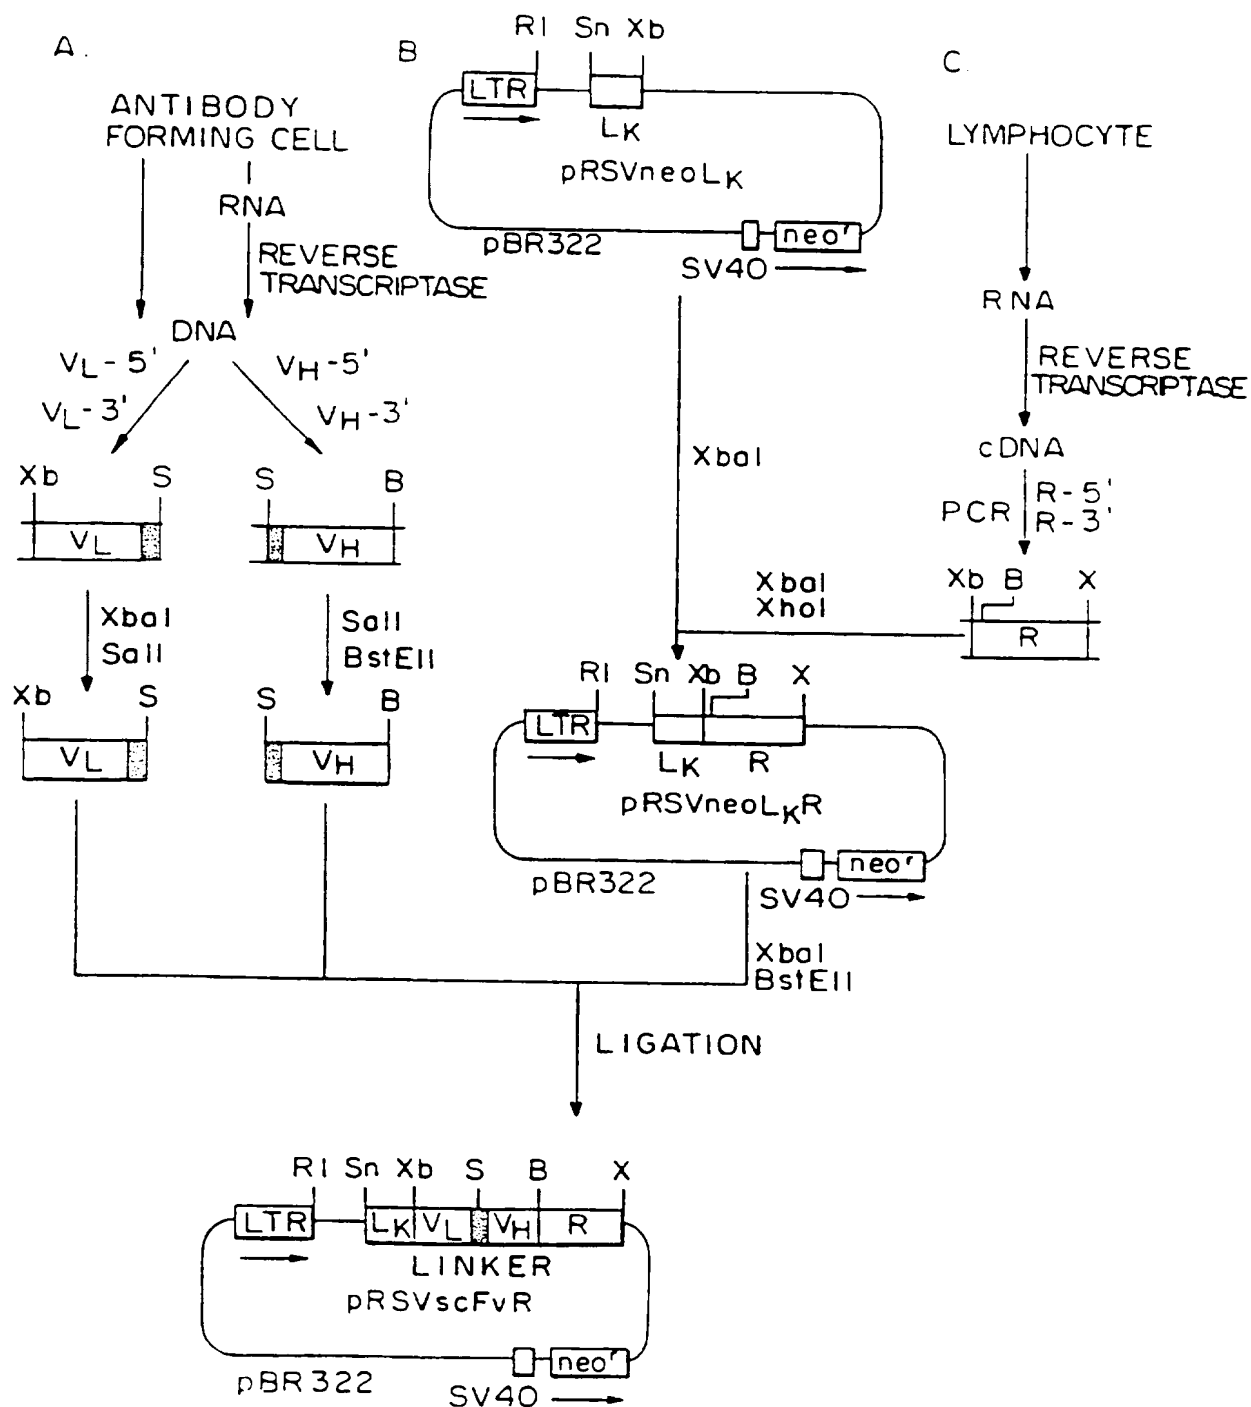 A.
ANTIBODY
FORMING CELL
RNA
REVERSE
TRANSCRIPTASE
DNA
VL-5'
VL-3'
VH-5'
VH-3'
Xb S
VL
S B
VH
XbaI
SalI
SalI
BstEII
Xb S
VL
S B
VH
B
RI Sn Xb
LTR
LK
pRSVneoLK
pBR322
neor
SV40
XbaI
C.
LYMPHOCYTE
RNA
REVERSE
TRANSCRIPTASE
cDNA
PCR
R-5'
R-3'
Xb B X
R
XbaI
XhoI
RI Sn Xb B X
LTR
LK R
pRSVneoLKR
pBR322
neor
SV40
XbaI
BstEII
LIGATION
RI Sn Xb S B X
LTR LK VL VH R
LINKER
pRSVscFvR
pBR322
neor
SV40